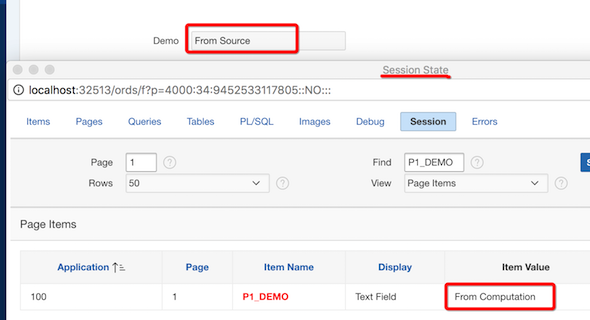 Demo From Source
Session State
localhost:32513/ords/f?p=4000:34:9452533117805::NO:::
Items Pages Queries Tables PL/SQL Images Debug Session Errors
Page 1 ? Find P1_DEMO ? S
Rows 50 ? View Page Items ?
Page Items
Application Page Item Name Display Item Value
100 1 P1_DEMO Text Field From Computation